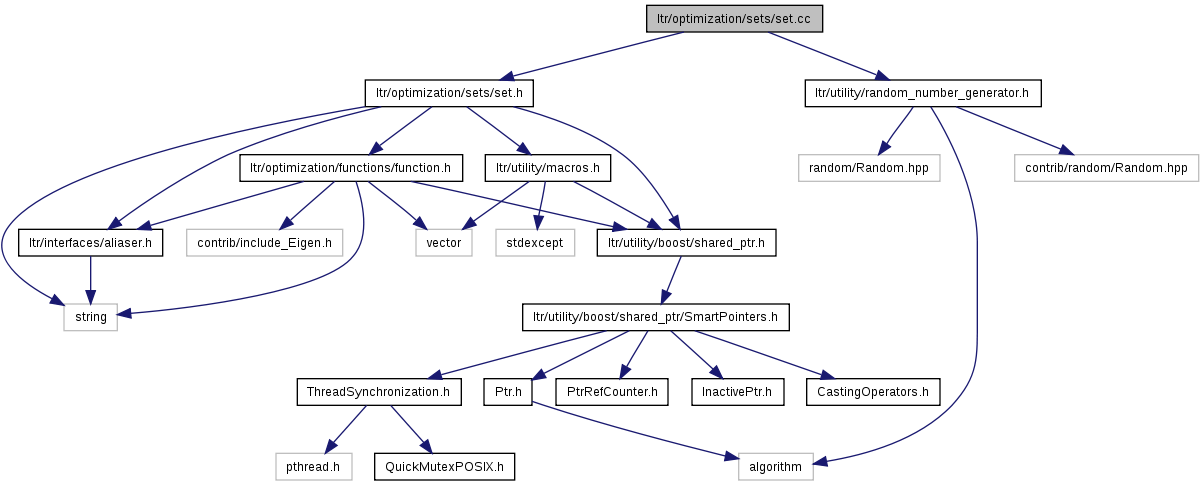 ltr/optimization/sets/set.cc
ltr/optimization/sets/set.h
ltr/utility/random_number_generator.h
ltr/optimization/functions/function.h
ltr/utility/macros.h
random/Random.hpp
contrib/random/Random.hpp
ltr/interfaces/aliaser.h
contrib/include_Eigen.h
vector
stdexcept
ltr/utility/boost/shared_ptr.h
string
ltr/utility/boost/shared_ptr/SmartPointers.h
ThreadSynchronization.h
Ptr.h
PtrRefCounter.h
InactivePtr.h
CastingOperators.h
pthread.h
QuickMutexPOSIX.h
algorithm